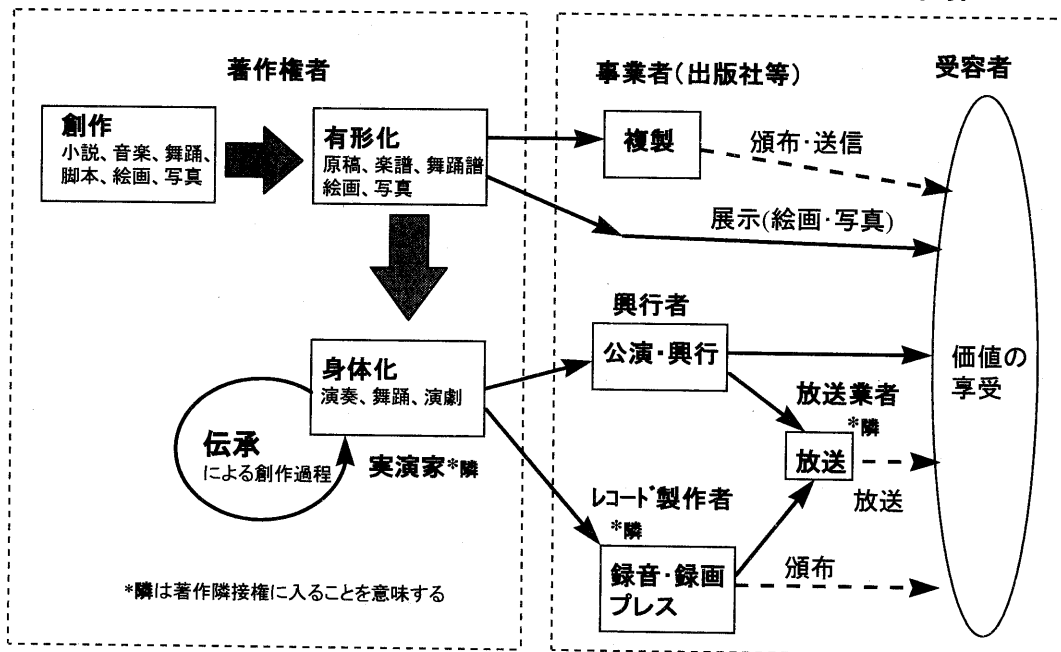 著作権者
創作
小説、音楽、舞踊、
脚本、絵画、写真
有形化
原稿、楽譜、舞踊譜
絵画、写真
身体化
演奏、舞踊、演劇
伝承
による創作過程
実演家*隣
*隣は著作隣接権に入ることを意味する
事業者(出版社等)
受容者
複製
頒布・送信
展示(絵画・写真)
興行者
公演・興行
放送業者
*隣
放送
放送
レコード製作者
*隣
録音・録画
プレス
頒布
価値の
享受